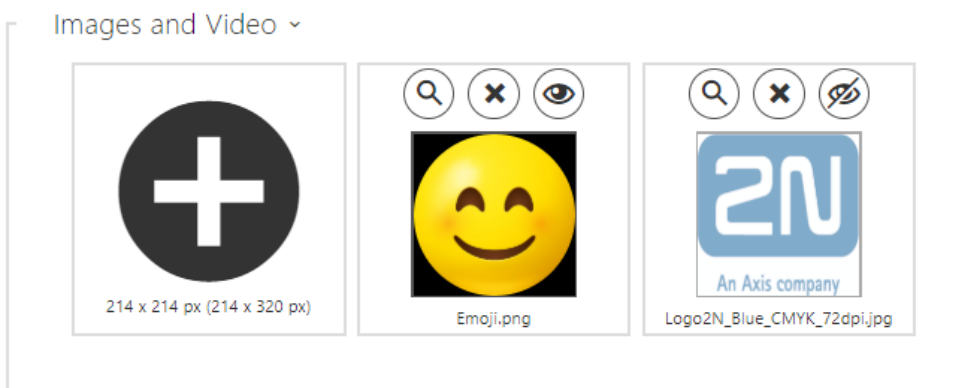 Images and Video
214 x 214 px (214 x 320 px)
Emoji.png
2N
An Axis company
Logo2N_Blue_CMYK_72dpi.jpg